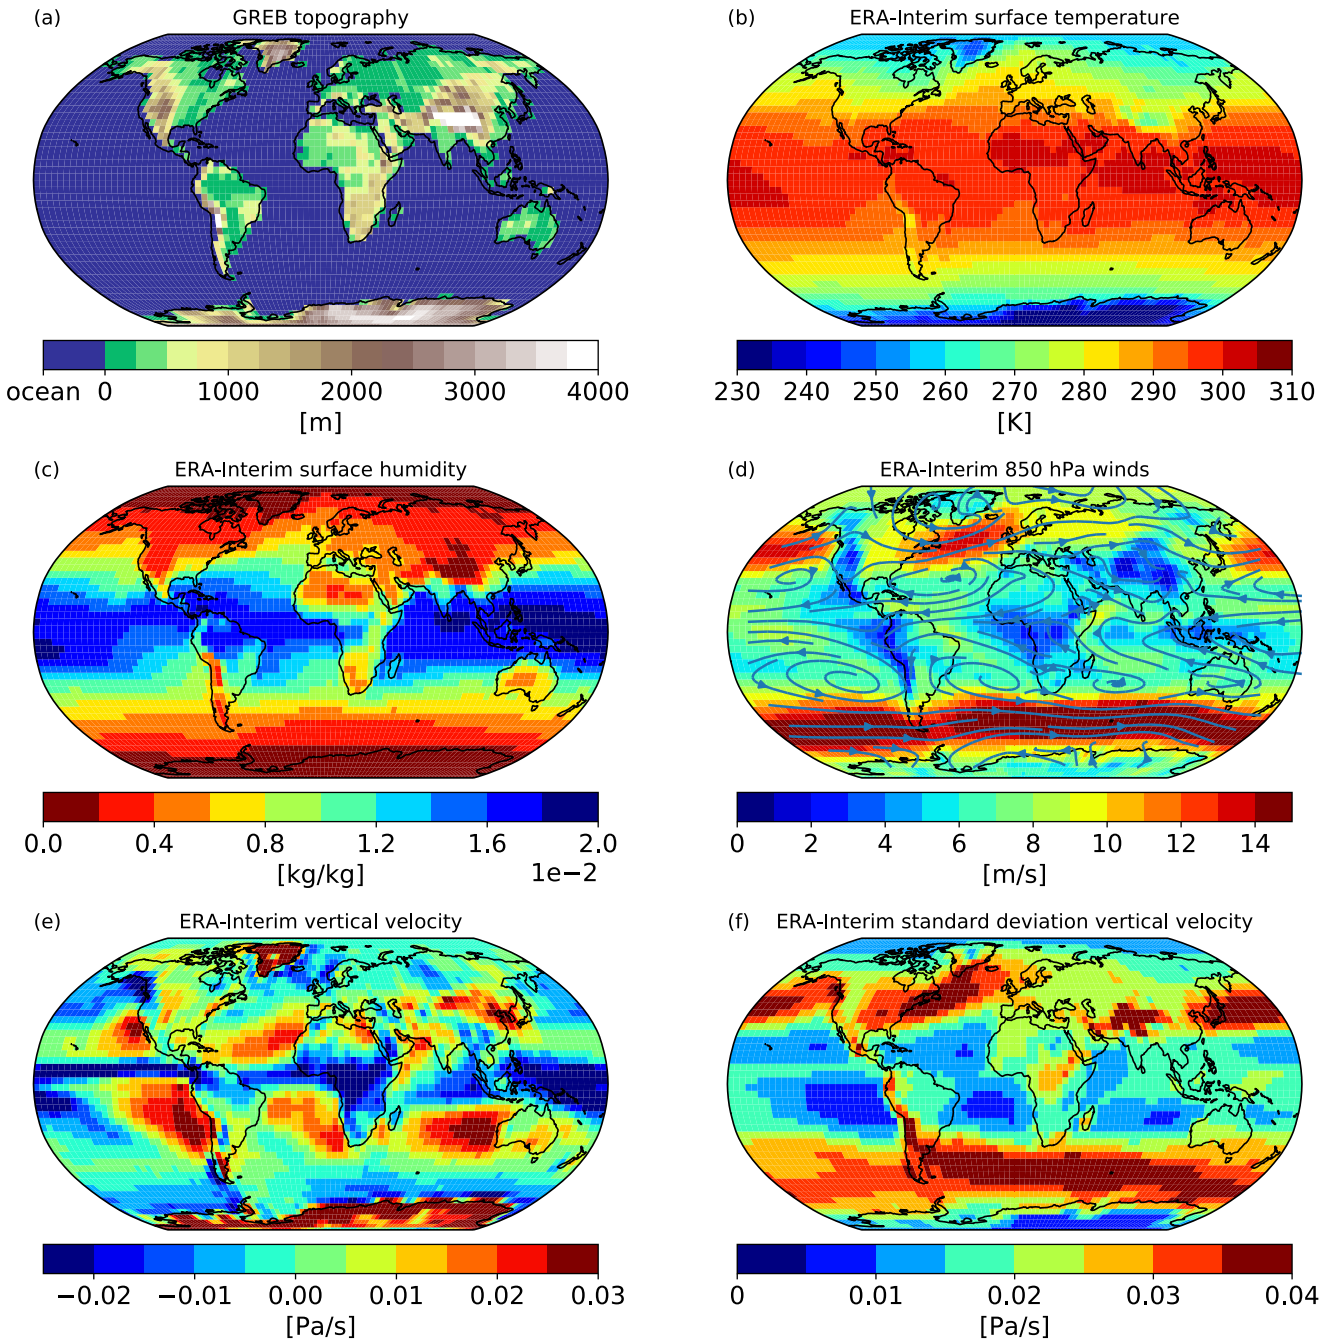 (a) GREB topography
(b) ERA-Interim surface temperature
ocean 0 1000 2000 3000 4000
[m]
230 240 250 260 270 280 290 300 310
[K]
(c) ERA-Interim surface humidity
(d) ERA-Interim 850 hPa winds
0.0 0.4 0.8 1.2 1.6 2.0
[kg/kg] 1e−2
0 2 4 6 8 10 12 14
[m/s]
(e) ERA-Interim vertical velocity
(f) ERA-Interim standard deviation vertical velocity
−0.02 −0.01 0.00 0.01 0.02 0.03
[Pa/s]
0 0.01 0.02 0.03 0.04
[Pa/s]